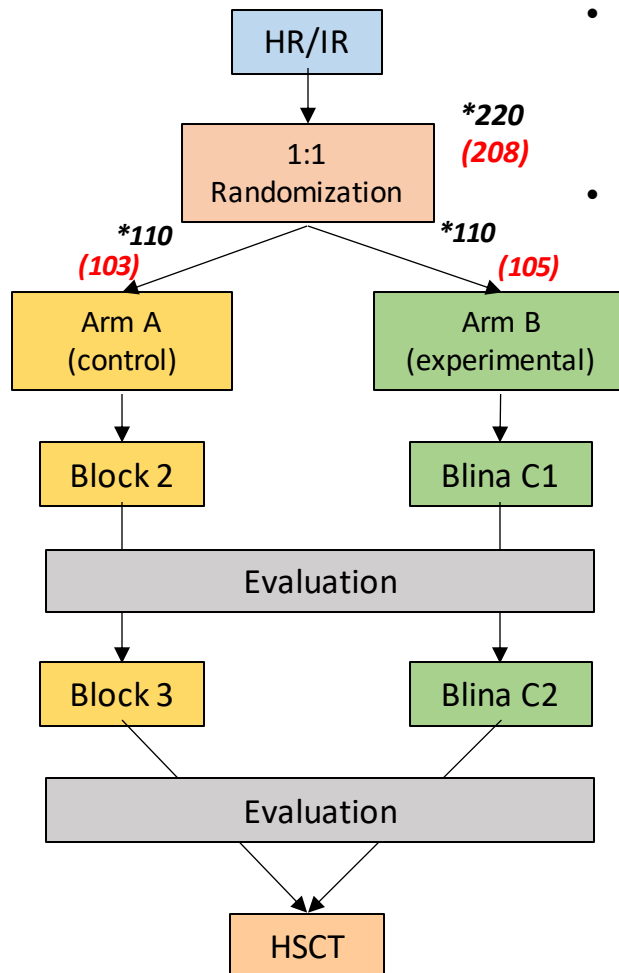 HR/IR
*220
(208)
1:1
Randomization
*110
(103)
*110
(105)
Arm A
(control)
Arm B
(experimental)
Block 2
Blina C1
Evaluation
Block 3
Blina C2
Evaluation
HSCT